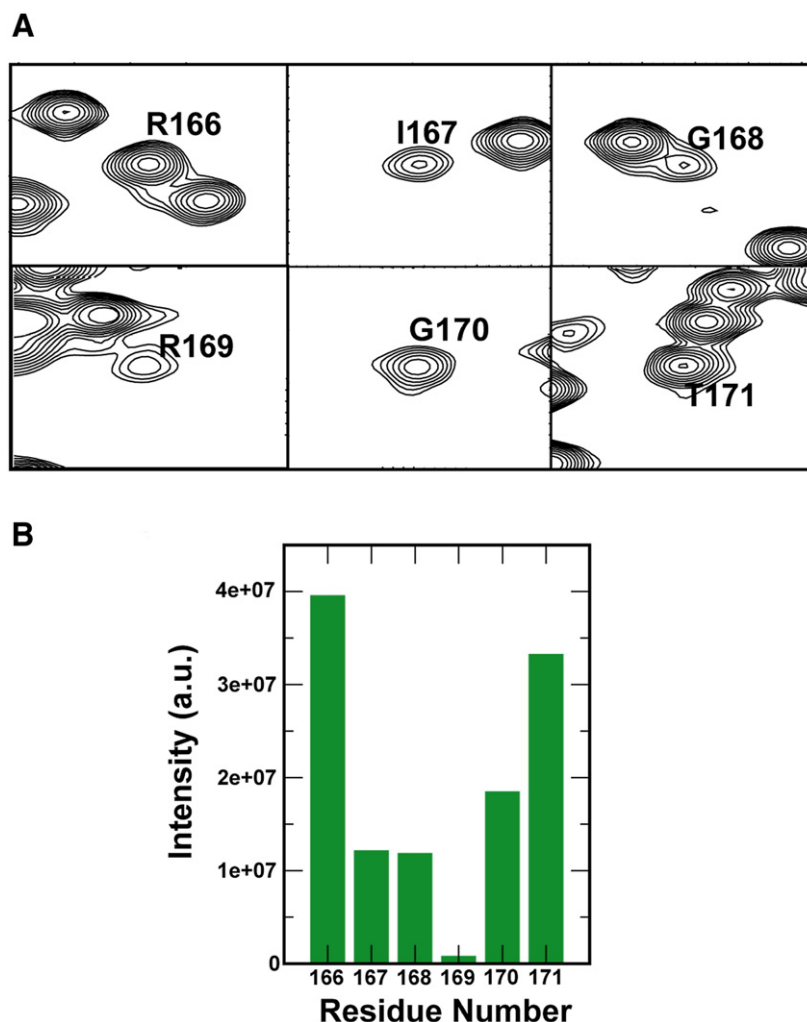 A
R166
I167
G168
R169
G170
T171
B
4e+07
3e+07
2e+07
1e+07
0
Intensity (a.u.)
166 167 168 169 170 171
Residue Number